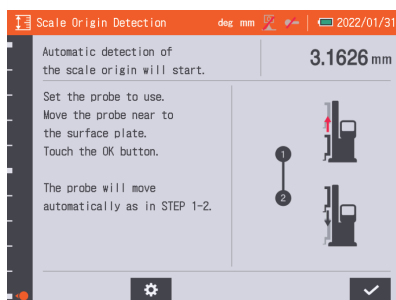 Scale Origin Detection deg mm 2022/01/31
Automatic detection of
the scale origin will start.
3.1626 mm
Set the probe to use.
Move the probe near to
the surface plate.
Touch the OK button.
The probe will move
automatically as in STEP 1-2.
1
2